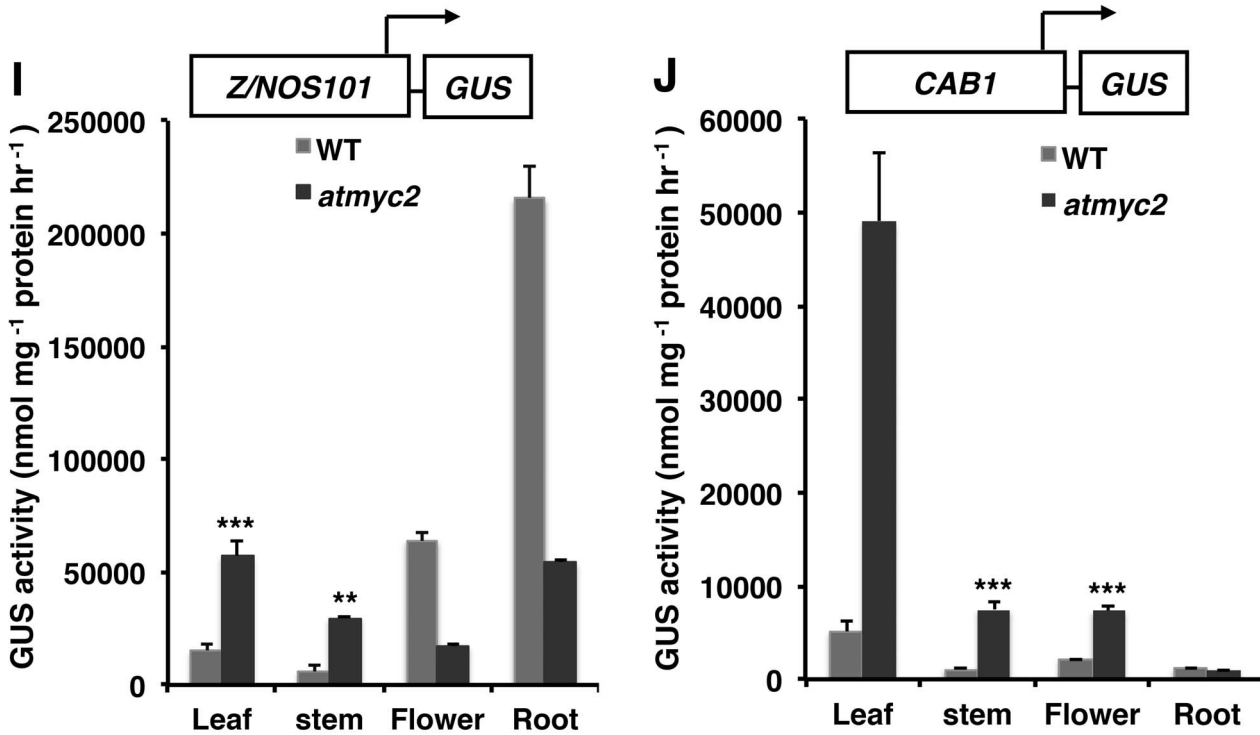 I
Z/NOS101 GUS
GUS activity (nmol mg⁻¹ protein hr⁻¹)
250000
200000
150000
100000
50000
0
WT
atmyc2
***
**
Leaf stem Flower Root
J
CAB1 GUS
GUS activity (nmol mg⁻¹ protein hr⁻¹)
60000
50000
40000
30000
20000
10000
0
WT
atmyc2
***
***
Leaf stem Flower Root